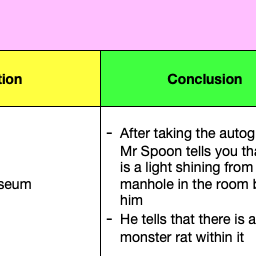 tion
Conclusion
- After taking the autog
Mr Spoon tells you tha
is a light shining from
seum
manhole in the room b
him
- He tells that there is a
monster rat within it